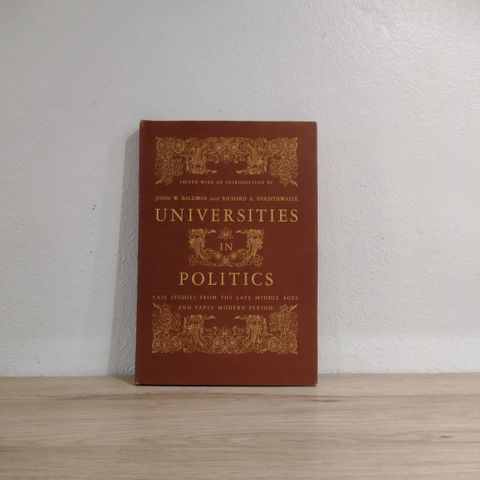 EDITED WITH AN INTRODUCTION BY
JOHN W. BALDWIN AND RICHARD A. GOLDTHWAITE
UNIVERSITIES
IN
POLITICS
CASE STUDIES FROM THE LATE MIDDLE AGES
AND EARLY MODERN PERIOD